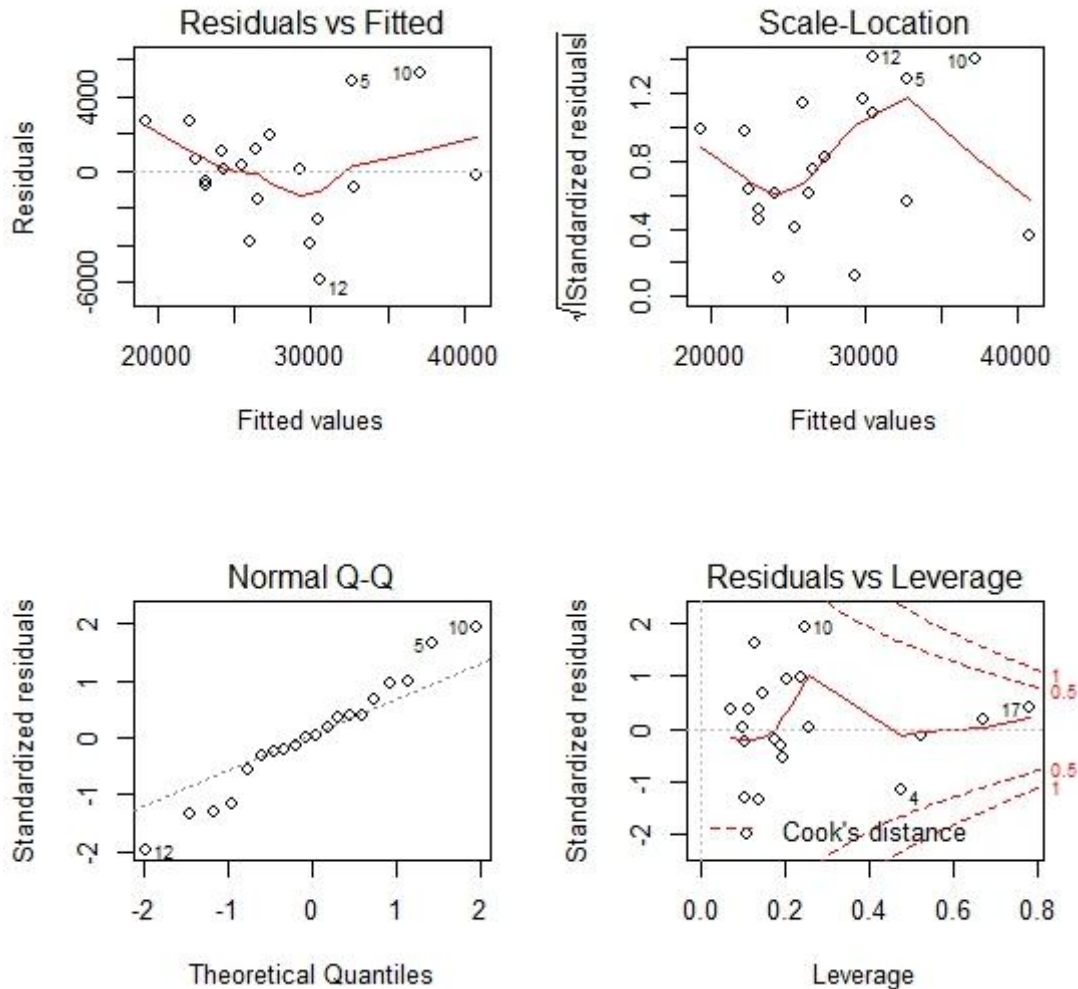 Residuals vs Fitted
Residuals
4000
0
-6000
10
5
12
20000 30000 40000
Fitted values
Scale-Location
√|Standardized residuals|
1.2
0.8
0.4
0.0
12
10
5
20000 30000 40000
Fitted values
Normal Q-Q
Standardized residuals
2
1
0
-1
-2
10
5
12
-2 -1 0 1 2
Theoretical Quantiles
Residuals vs Leverage
Standardized residuals
2
1
0
-1
-2
10
1
0.5
17
0.5
1
4
Cook's distance
0.0 0.2 0.4 0.6 0.8
Leverage